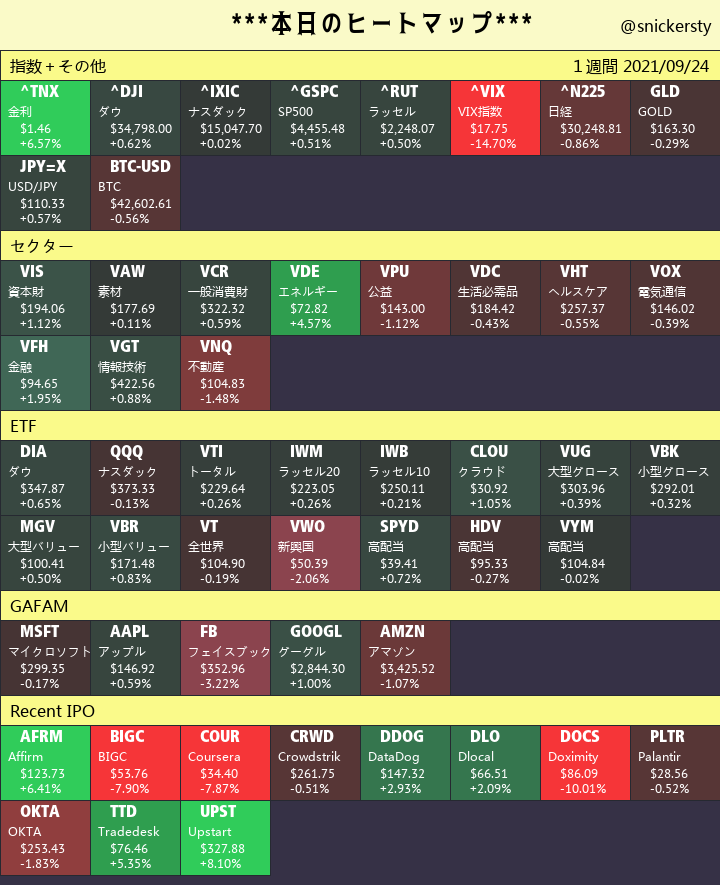 ***本日のヒートマップ***
@snickersty
指数+その他
1週間 2021/09/24
^TNX
金利
$1.46
+6.57%
^DJI
ダウ
$34,798.00
+0.62%
^IXIC
ナスダック
$15,047.70
+0.02%
^GSPC
SP500
$4,455.48
+0.51%
^RUT
ラッセル
$2,248.07
+0.50%
^VIX
VIX指数
$17.75
-14.70%
^N225
日経
$30,248.81
-0.86%
GLD
GOLD
$163.30
-0.29%
JPY=X
USD/JPY
$110.33
+0.57%
BTC-USD
BTC
$42,602.61
-0.56%
セクター
VIS
資本財
$194.06
+1.12%
VAW
素材
$177.69
+0.11%
VCR
一般消費財
$322.32
+0.59%
VDE
エネルギー
$72.82
+4.57%
VPU
公益
$143.00
-1.12%
VDC
生活必需品
$184.42
-0.43%
VHT
ヘルスケア
$257.37
-0.55%
VOX
電気通信
$146.02
-0.39%
VFH
金融
$94.65
+1.95%
VGT
情報技術
$422.56
+0.88%
VNQ
不動産
$104.83
-1.48%
ETF
DIA
ダウ
$347.87
+0.65%
QQQ
ナスダック
$373.33
-0.13%
VTI
トータル
$229.64
+0.26%
IWM
ラッセル20
$223.05
+0.26%
IWB
ラッセル10
$250.11
+0.21%
CLOU
クラウド
$30.92
+1.05%
VUG
大型グロース
$303.96
+0.39%
VBK
小型グロース
$292.01
+0.32%
MGV
大型バリュー
$100.41
+0.50%
VBR
小型バリュー
$171.48
+0.83%
VT
全世界
$104.90
-0.19%
VWO
新興国
$50.39
-2.06%
SPYD
高配当
$39.41
+0.72%
HDV
高配当
$95.33
-0.27%
VYM
高配当
$104.84
-0.02%
GAFAM
MSFT
マイクロソフト
$299.35
-0.17%
AAPL
アップル
$146.92
+0.59%
FB
フェイスブック
$352.96
-3.22%
GOOGL
グーグル
$2,844.30
+1.00%
AMZN
アマゾン
$3,425.52
-1.07%
Recent IPO
AFRM
Affirm
$123.73
+6.41%
BIGC
BIGC
$53.76
-7.90%
COUR
Coursera
$34.40
-7.87%
CRWD
Crowdstrik
$261.75
-0.51%
DDOG
DataDog
$147.32
+2.93%
DLO
Dlocal
$66.51
+2.09%
DOCS
Doximity
$86.09
-10.01%
PLTR
Palantir
$28.56
-0.52%
OKTA
OKTA
$253.43
-1.83%
TTD
Tradedesk
$76.46
+5.35%
UPST
Upstart
$327.88
+8.10%